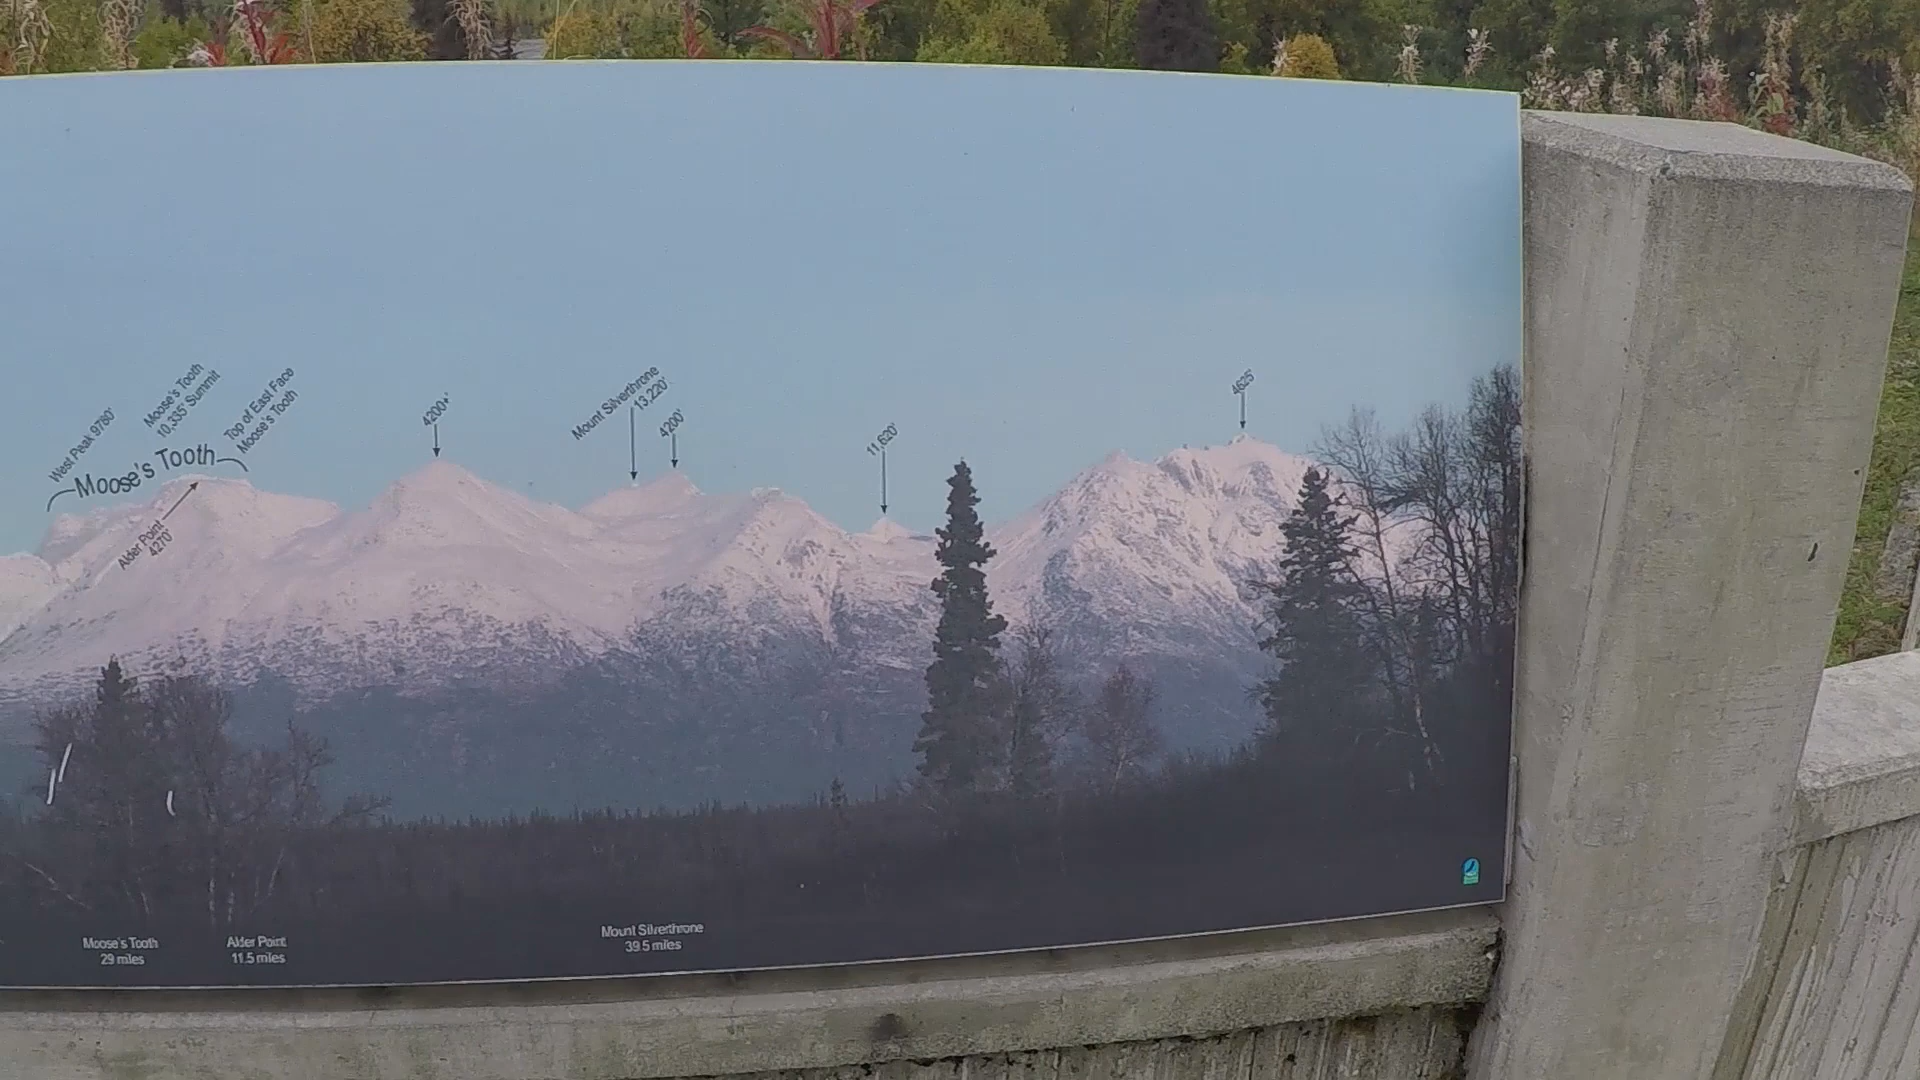 West Peak 9780'
Moose's Tooth
10,335' Summit
Top of East Face
Moose's Tooth
Moose's Tooth
Alder Point
4270'
4200+'
Mount Silverthrone
13,220'
4200'
11,620'
4625'
Moose's Tooth
29 miles
Alder Point
11.5 miles
Mount Silverthrone
39.5 miles